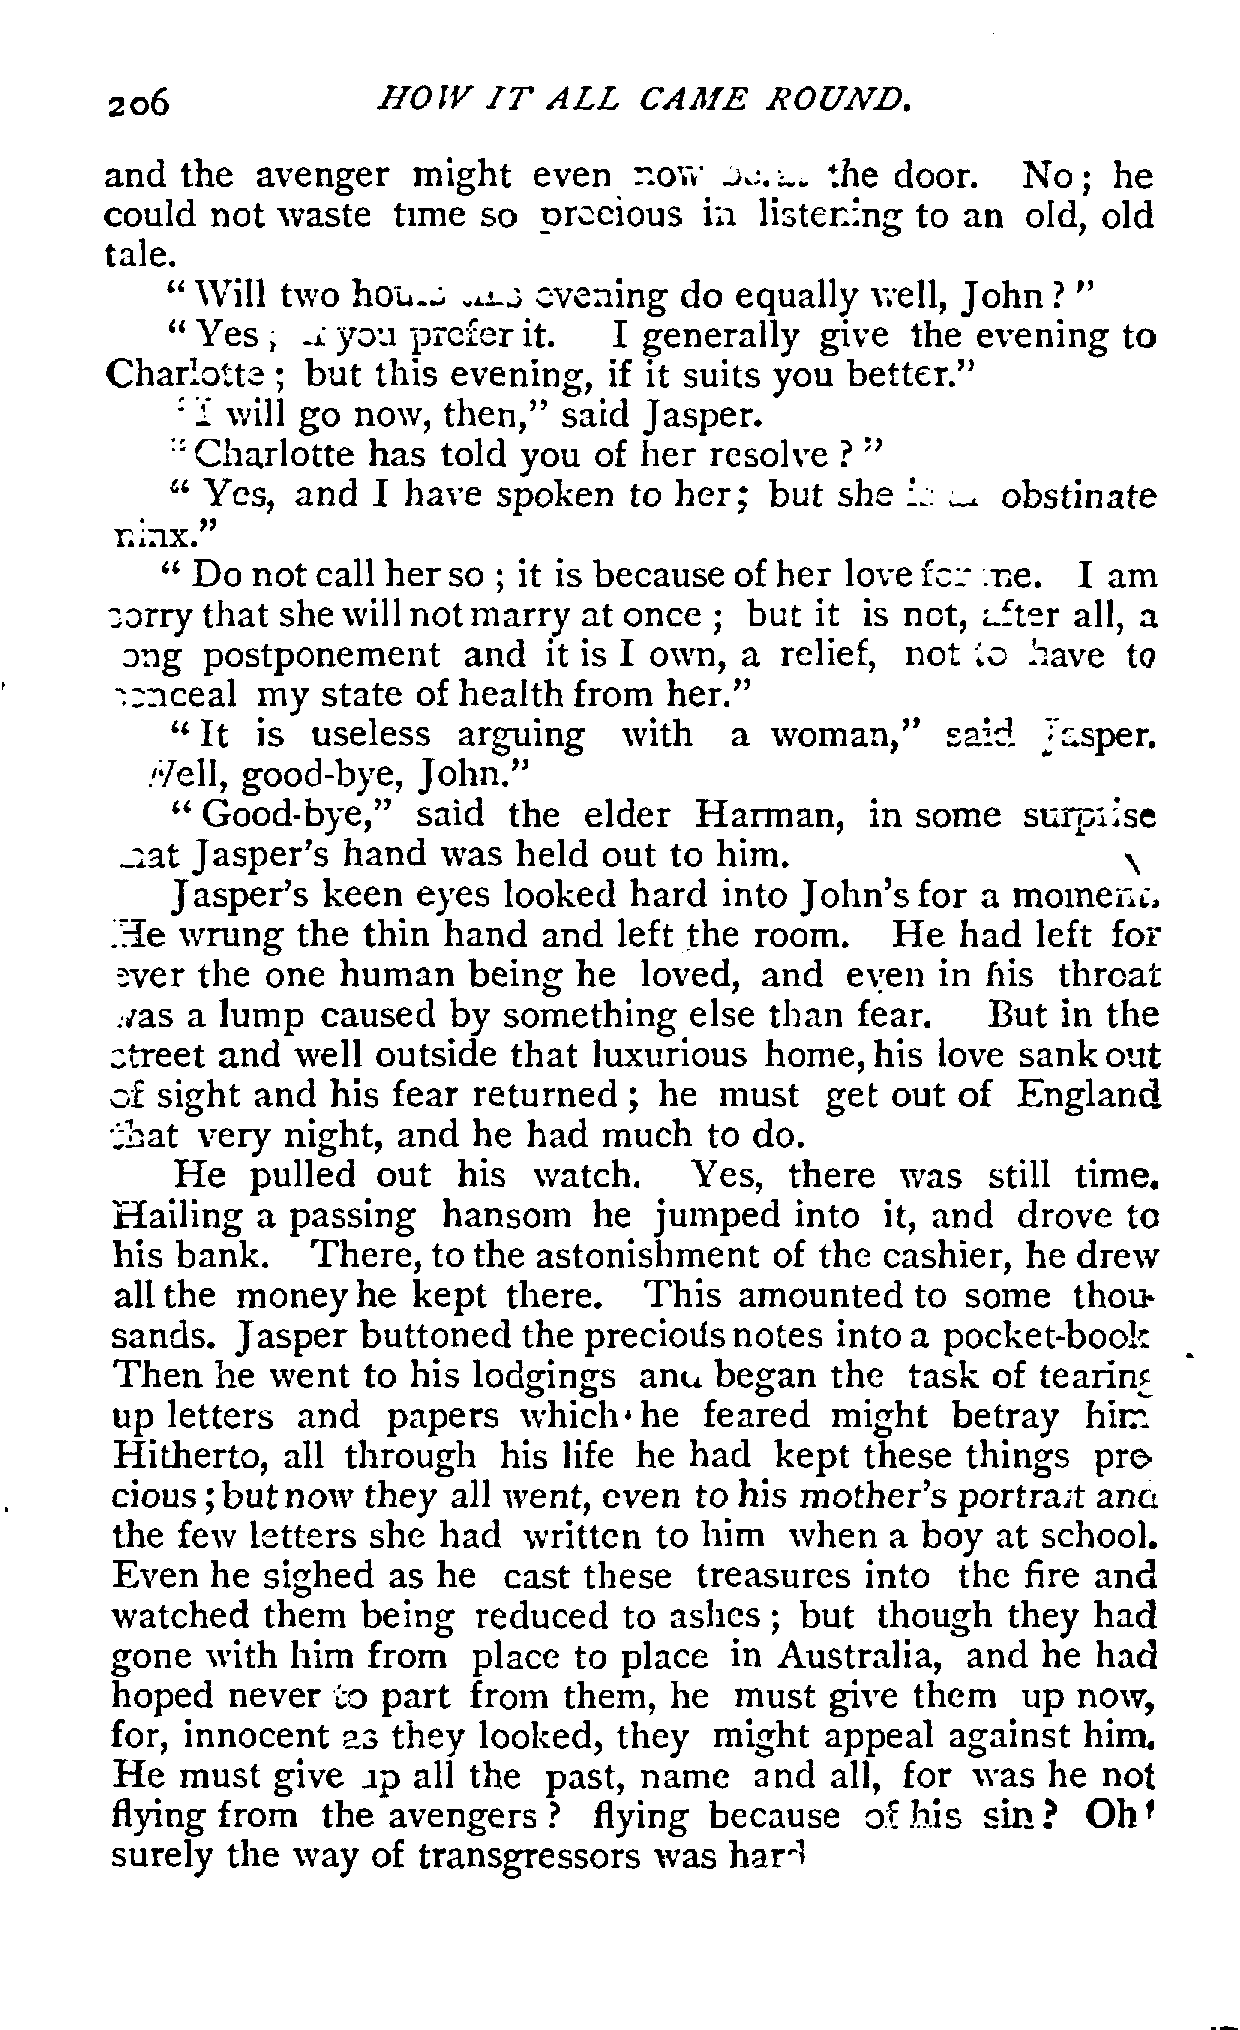 206 HOW IT ALL CAME ROUND.
and the avenger might even now the door. No; he
could not waste time so precious in listening to an old, old
tale.
"Will two evening do equally well, John?"
"Yes; if you prefer it. I generally give the evening to
Charlotte; but this evening, if it suits you better."
"I will go now, then," said Jasper.
"Charlotte has told you of her resolve?"
"Yes, and I have spoken to her; but she obstinate
"Do not call her so; it is because of her love for me. I am
sorry that she will not marry at once; but it is not, after all, a
ong postponement and it is I own, a relief, not to have to
conceal my state of health from her."
"It is useless arguing with a woman," said Jasper.
Well, good-bye, John."
"Good-bye," said the elder Harman, in some surprise
hat Jasper's hand was held out to him.
Jasper's keen eyes looked hard into John's for a moment.
He wrung the thin hand and left the room. He had left for
ever the one human being he loved, and even in his throat
was a lump caused by something else than fear. But in the
street and well outside that luxurious home, his love sank out
of sight and his fear returned; he must get out of England
that very night, and he had much to do.
He pulled out his watch. Yes, there was still time.
Hailing a passing hansom he jumped into it, and drove to
his bank. There, to the astonishment of the cashier, he drew
all the money he kept there. This amounted to some thou-
sands. Jasper buttoned the precious notes into a pocket-book
Then he went to his lodgings and began the task of tearing
up letters and papers which he feared might betray him
Hitherto, all through his life he had kept these things pre-
cious; but now they all went, even to his mother's portrait and
the few letters she had written to him when a boy at school.
Even he sighed as he cast these treasures into the fire and
watched them being reduced to ashes; but though they had
gone with him from place to place in Australia, and he had
hoped never to part from them, he must give them up now,
for, innocent as they looked, they might appeal against him.
He must give up all the past, name and all, for was he not
flying from the avengers? flying because of his sin? Oh!
surely the way of transgressors was hard